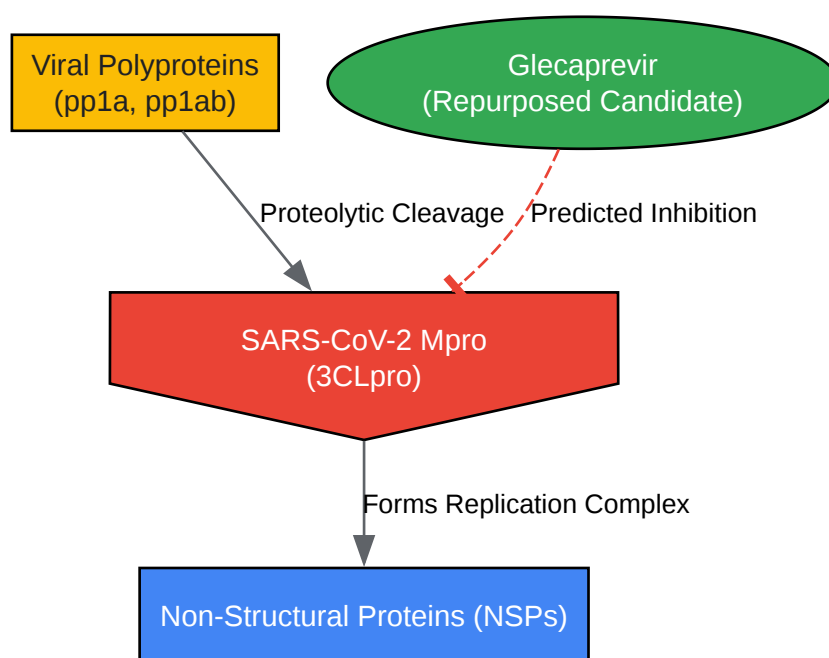 Viral Polyproteins
(pp1a, pp1ab)
Glecaprevir
(Repurposed Candidate)
Proteolytic Cleavage
Predicted Inhibition
SARS-CoV-2 Mpro
(3CLpro)
Forms Replication Complex
Non-Structural Proteins (NSPs)